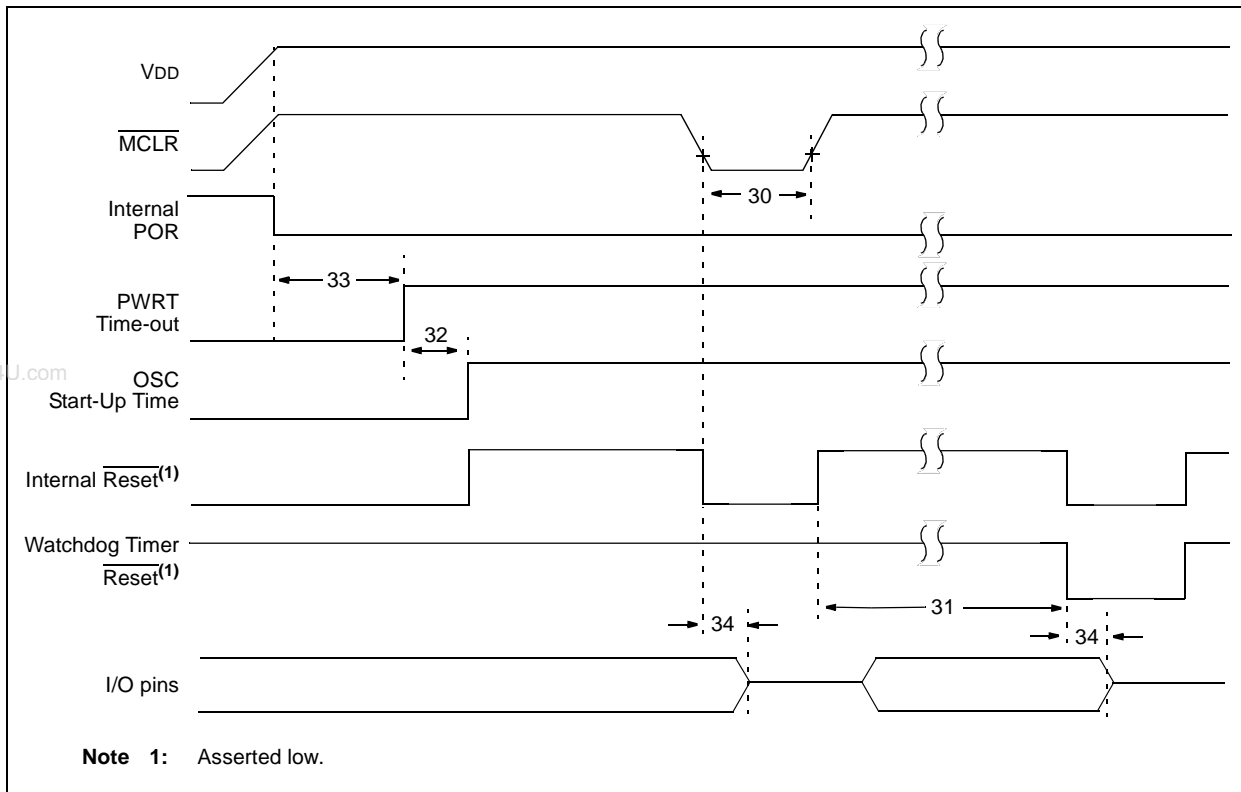 VDD
MCLR
30
Internal
POR
33
PWRT
Time-out
32
4U.com
OSC
Start-Up Time
Internal Reset(1)
Watchdog Timer
Reset(1)
31
34
34
I/O pins
Note 1: Asserted low.